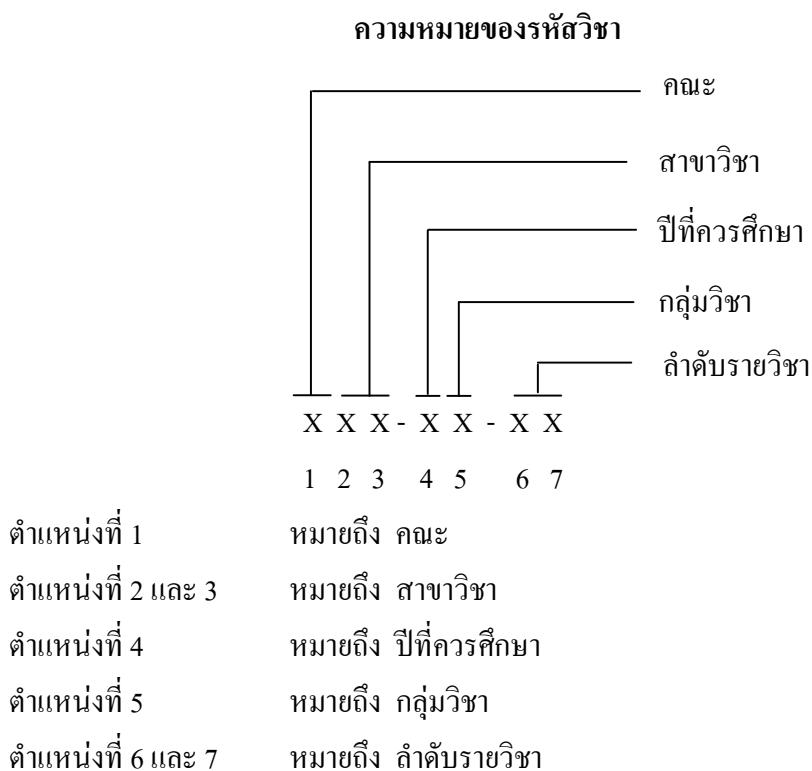 ความหมายของรหัสวิชา
คณะ
สาขาวิชา
ปีที่ควรศึกษา
กลุ่มวิชา
ลำดับรายวิชา
X X X - X X - X X
1 2 3 4 5 6 7
ตำแหน่งที่ 1 หมายถึง คณะ
ตำแหน่งที่ 2 และ 3 หมายถึง สาขาวิชา
ตำแหน่งที่ 4 หมายถึง ปีที่ควรศึกษา
ตำแหน่งที่ 5 หมายถึง กลุ่มวิชา
ตำแหน่งที่ 6 และ 7 หมายถึง ลำดับรายวิชา